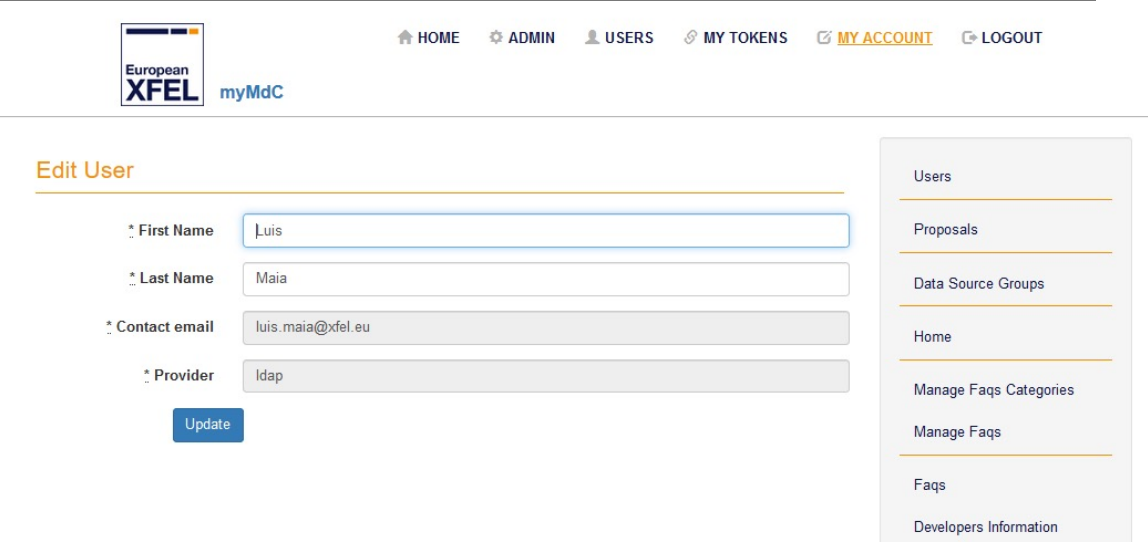 European
XFEL
myMdC
HOME ADMIN USERS MY TOKENS MY ACCOUNT LOGOUT
Edit User
* First Name Luis
* Last Name Maia
* Contact email luis.maia@xfel.eu
* Provider ldap
Update
Users
Proposals
Data Source Groups
Home
Manage Faqs Categories
Manage Faqs
Faqs
Developers Information